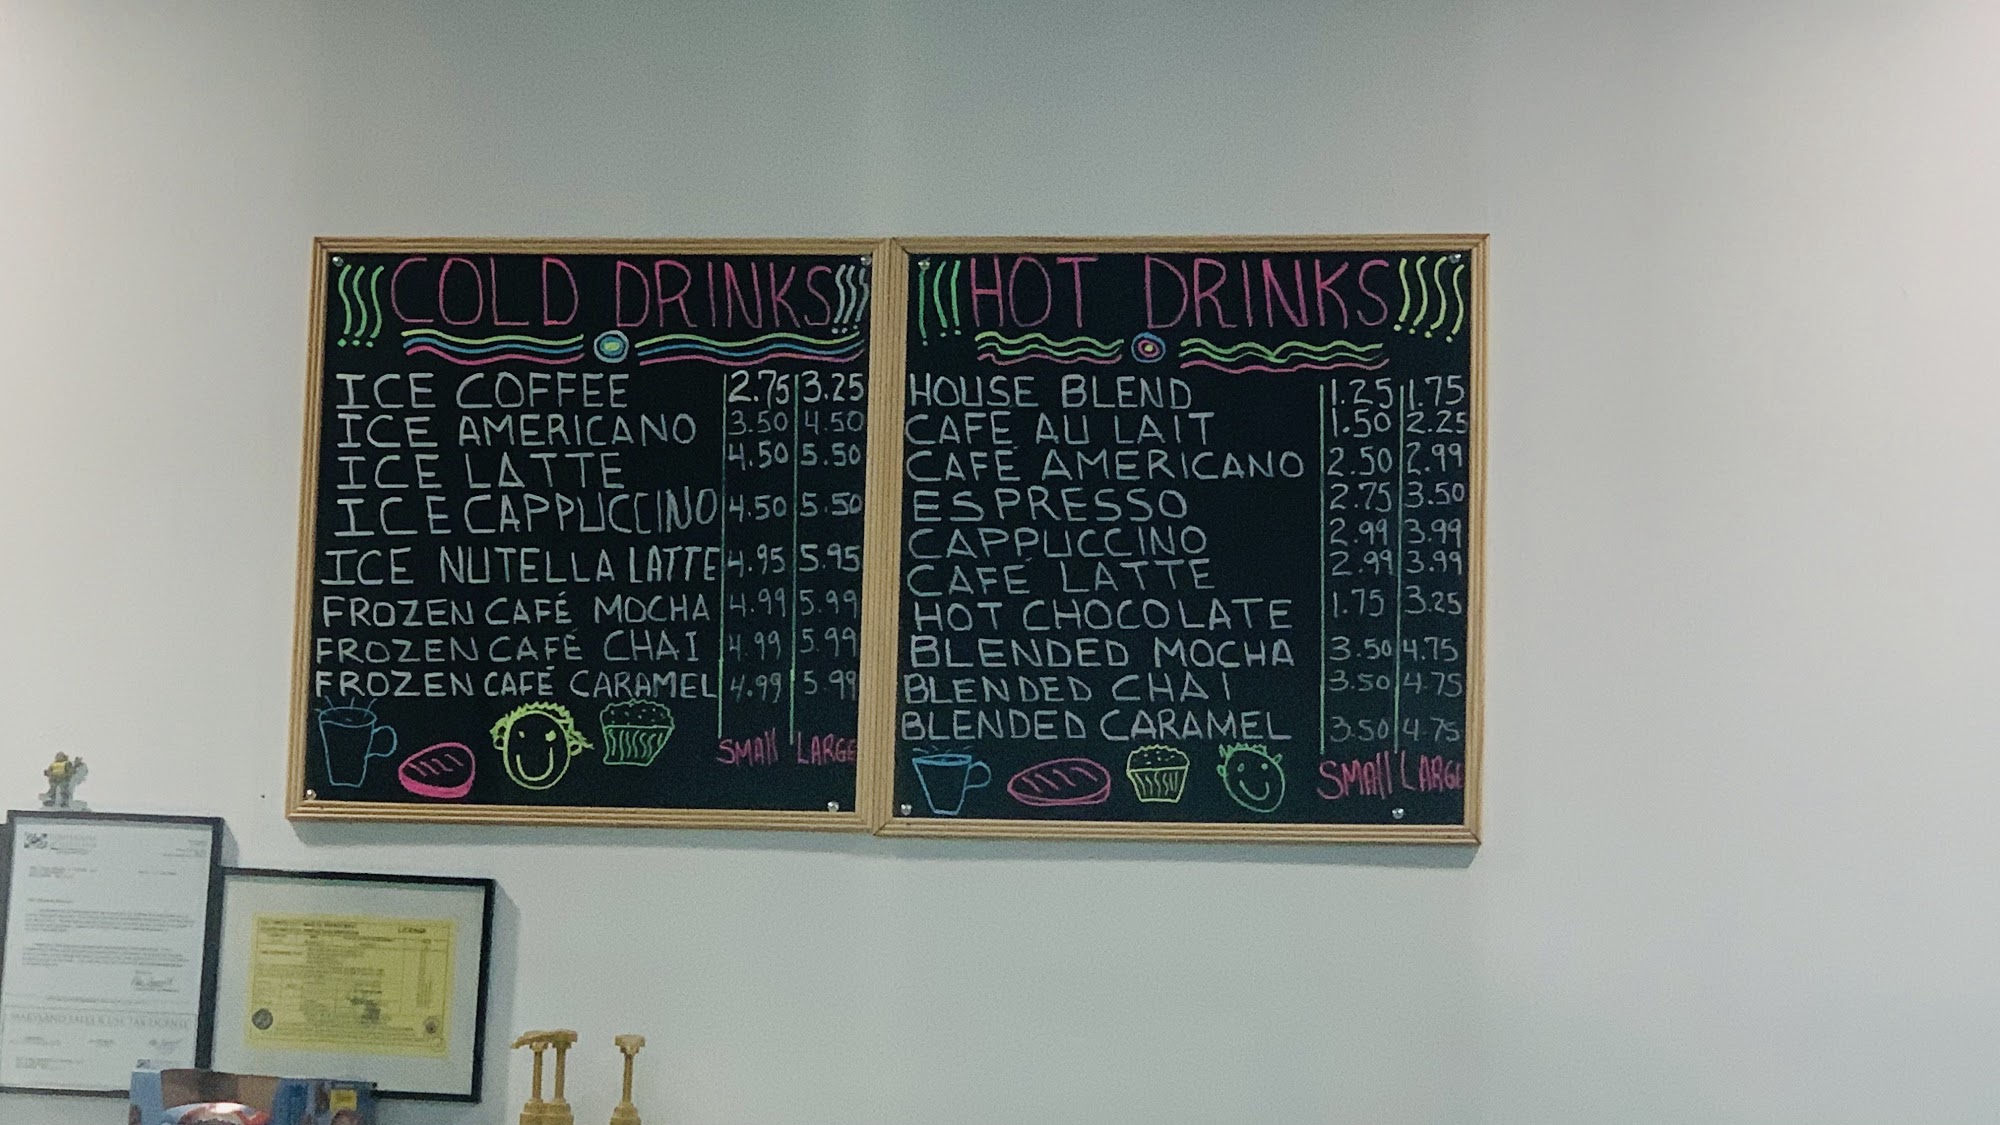 COLD DRINKS
ICE COFFEE 2.75 3.25
ICE AMERICANO 3.50 4.50
ICE LATTE 4.50 5.50
ICE CAPPUCCINO 4.50 5.50
ICE NUTELLA LATTE 4.95 5.95
FROZEN CAFÉ MOCHA 4.99 5.99
FROZEN CAFÉ CHAI 4.99 5.99
FROZEN CAFÉ CARAMEL 4.99 5.99
SMAll LARGE
HOT DRINKS
HOUSE BLEND 1.25 1.75
CAFÉ AU LAIT 1.50 2.25
CAFÉ AMERICANO 2.50 2.99
ESPRESSO 2.75 3.50
CAPPUCCINO 2.99 3.99
CAFÉ LATTE 2.99 3.99
HOT CHOCOLATE 1.75 3.25
BLENDED MOCHA 3.50 4.75
BLENDED CHAI 3.50 4.75
BLENDED CARAMEL 3.50 4.75
SMAll LARGE
MARYLAND SALES & USE TAX LICENSE
LICENSE